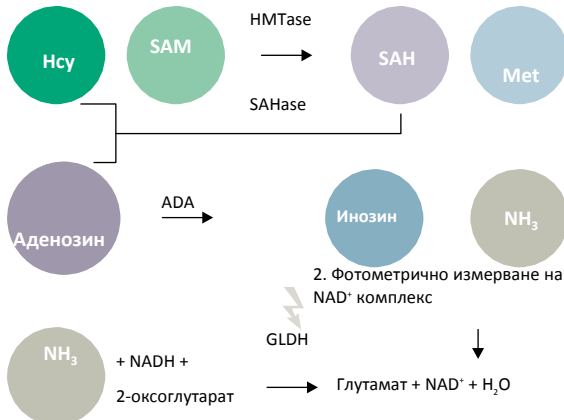 HMTase
Hcy
SAM
SAH
Met
SAHase
Аденозин
ADA
Инозин
NH₃
2. Фотометрично измерване на
NAD⁺ комплекс
GLDH
NH₃
+ NADH +
2-оксоглутарат
Глутамат + NAD⁺ + H₂O